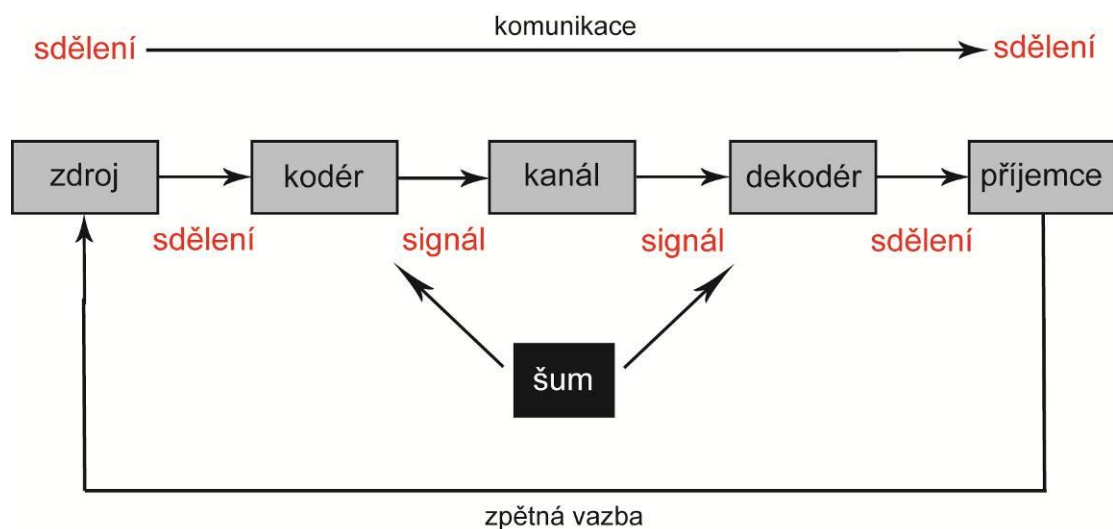 komunikace
sdělení sdělení
zdroj kodér kanál dekodér příjemce
sdělení signál signál sdělení
šum
zpětná vazba